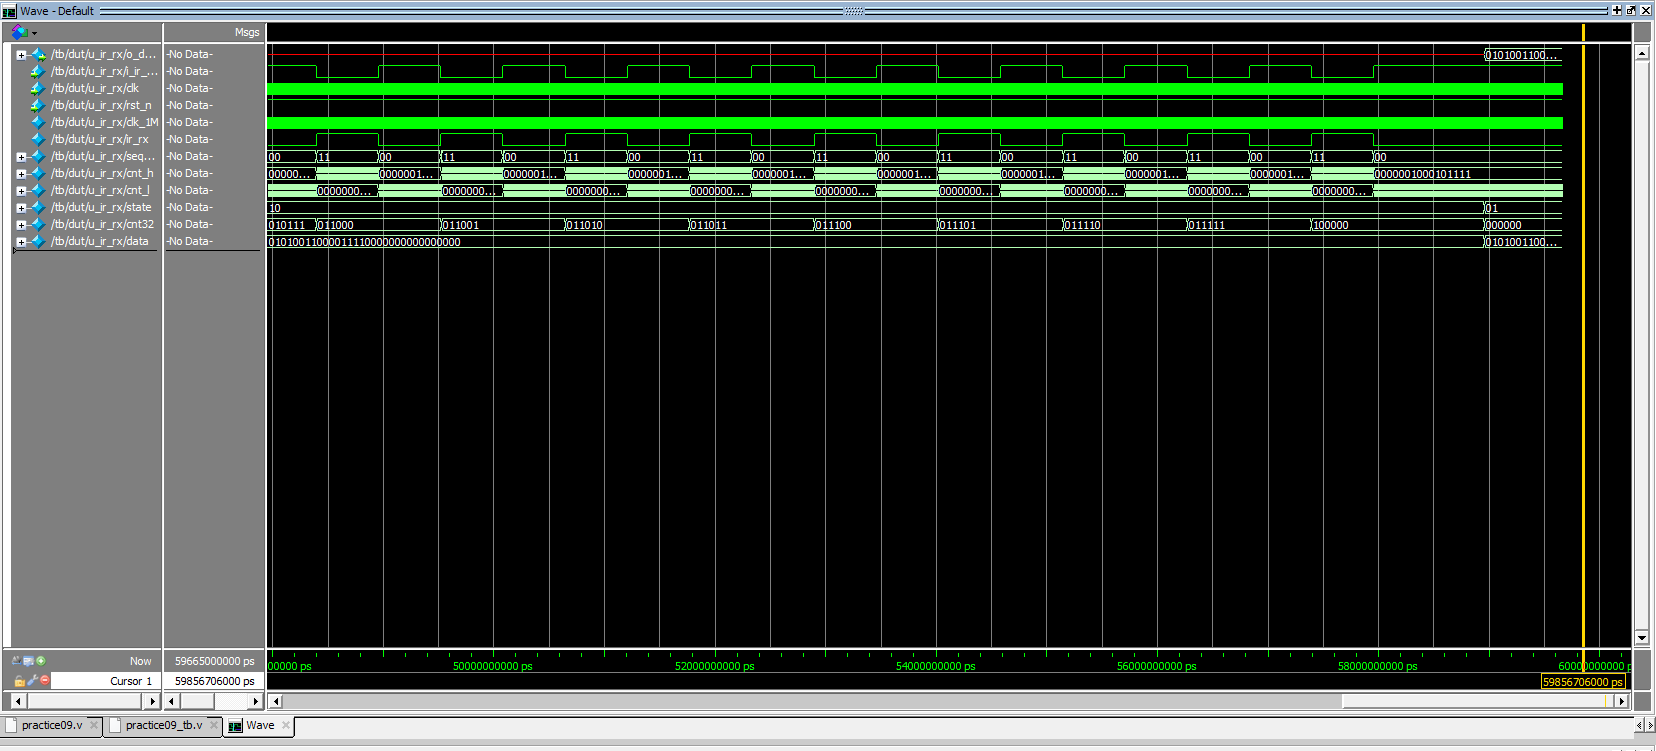 Wave - Default
Msgs
/tb/dut/u_ir_rx/o_d... -No Data- 0101001100...
/tb/dut/u_ir_rx/i_ir_... -No Data-
/tb/dut/u_ir_rx/clk -No Data-
/tb/dut/u_ir_rx/rst_n -No Data-
/tb/dut/u_ir_rx/clk_1M -No Data-
/tb/dut/u_ir_rx/ir_rx -No Data-
/tb/dut/u_ir_rx/seq... -No Data- 00 11 00 11 00 11 00 11 00 11 00 11 00 11 00 11 00 11 00
/tb/dut/u_ir_rx/cnt_h -No Data- 00000... 0000001... 0000001... 0000001... 0000001... 0000001... 0000001... 0000001... 0000001... 0000001000101111
/tb/dut/u_ir_rx/cnt_l -No Data- 0000000... 0000000... 0000000... 0000000... 0000000... 0000000... 0000000... 0000000... 0000000...
/tb/dut/u_ir_rx/state -No Data- 10 01
/tb/dut/u_ir_rx/cnt32 -No Data- 010111 011000 011001 011010 011011 011100 011101 011110 011111 100000 000000
/tb/dut/u_ir_rx/data -No Data- 01010011000011110000000000000000 0101001100...
Now 59665000000 ps
00000 ps 50000000000 ps 52000000000 ps 54000000000 ps 56000000000 ps 58000000000 ps 60000000000 p
Cursor 1 59856706000 ps 59856706000 ps
practice09.v practice09_tb.v Wave